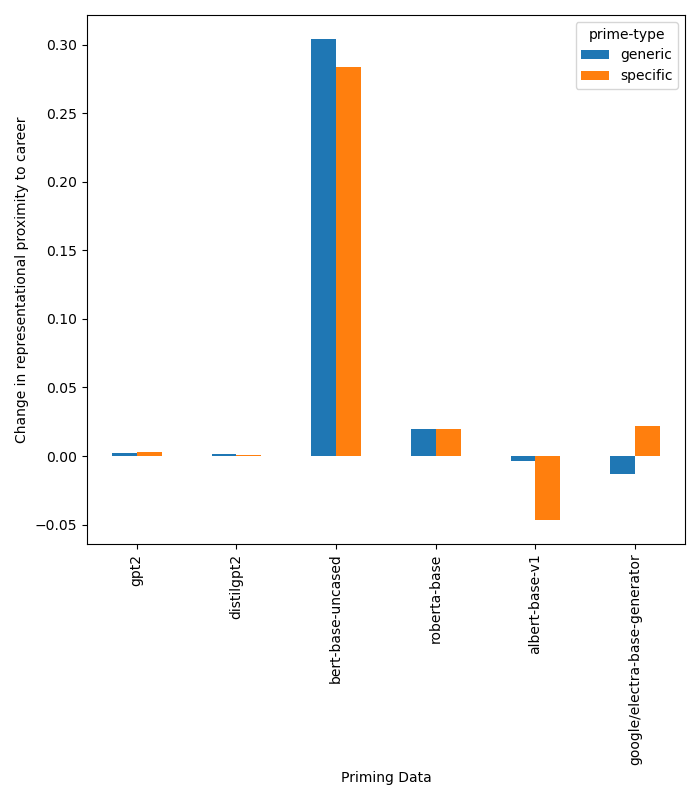 prime-type
generic
specific
Change in representational proximity to career
0.30
0.25
0.20
0.15
0.10
0.05
0.00
−0.05
gpt2
distilgpt2
bert-base-uncased
roberta-base
albert-base-v1
google/electra-base-generator
Priming Data